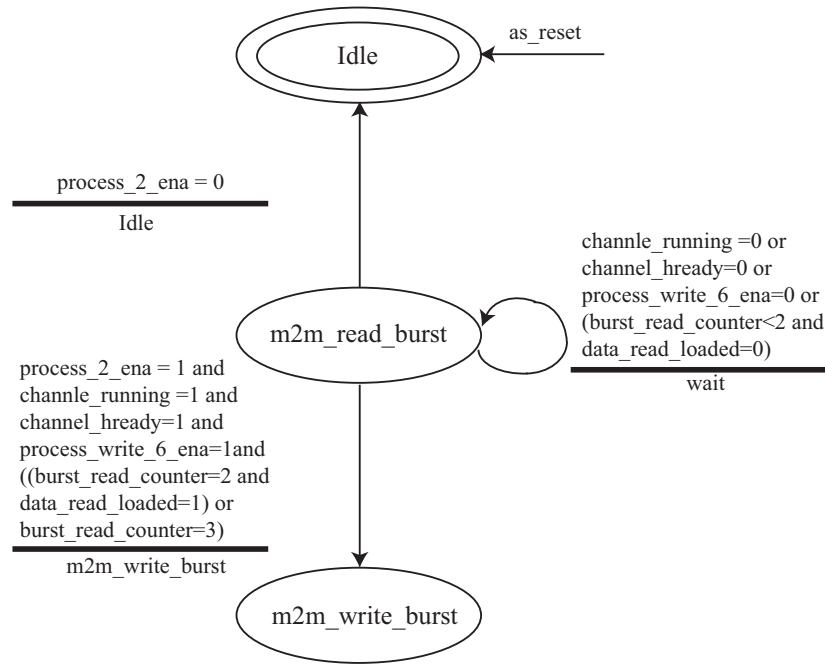 Idle
as_reset
process_2_ena = 0
Idle
channle_running =0 or
channel_hready=0 or
process_write_6_ena=0 or
(burst_read_counter<2 and
data_read_loaded=0)
wait
m2m_read_burst
process_2_ena = 1 and
channle_running =1 and
channel_hready=1 and
process_write_6_ena=1and
((burst_read_counter=2 and
data_read_loaded=1) or
burst_read_counter=3)
m2m_write_burst
m2m_write_burst